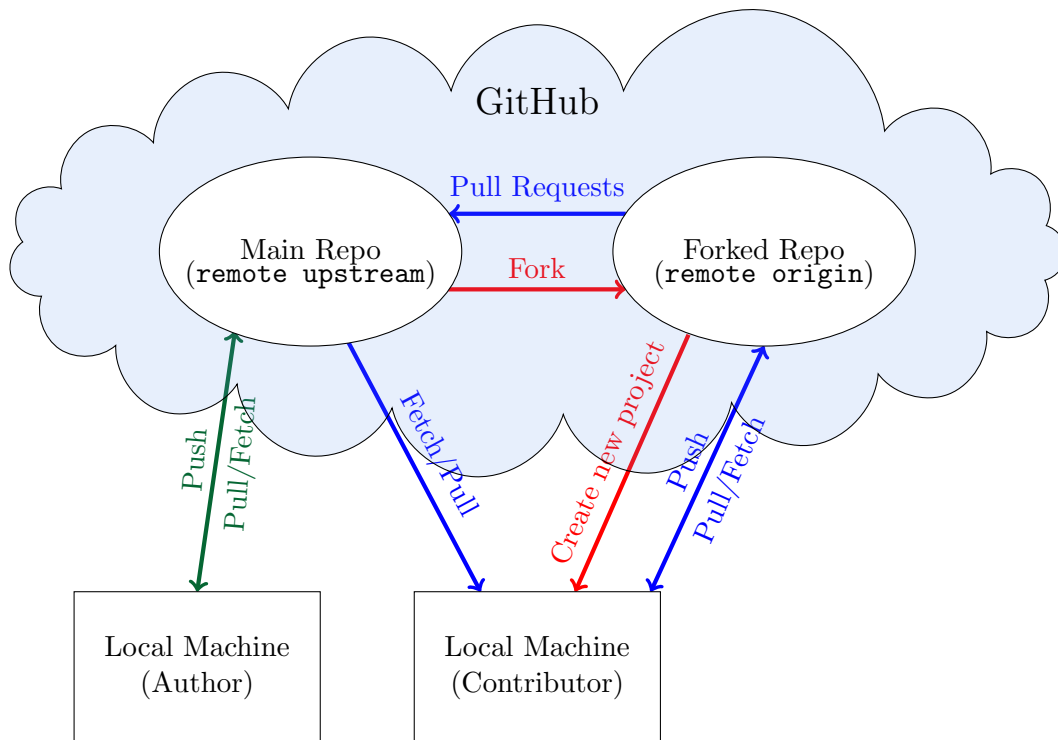 GitHub
Pull Requests
Main Repo
(remote upstream)
Forked Repo
(remote origin)
Fork
Push
Pull/Fetch
Fetch/Pull
Create new project
Push
Pull/Fetch
Local Machine
(Author)
Local Machine
(Contributor)